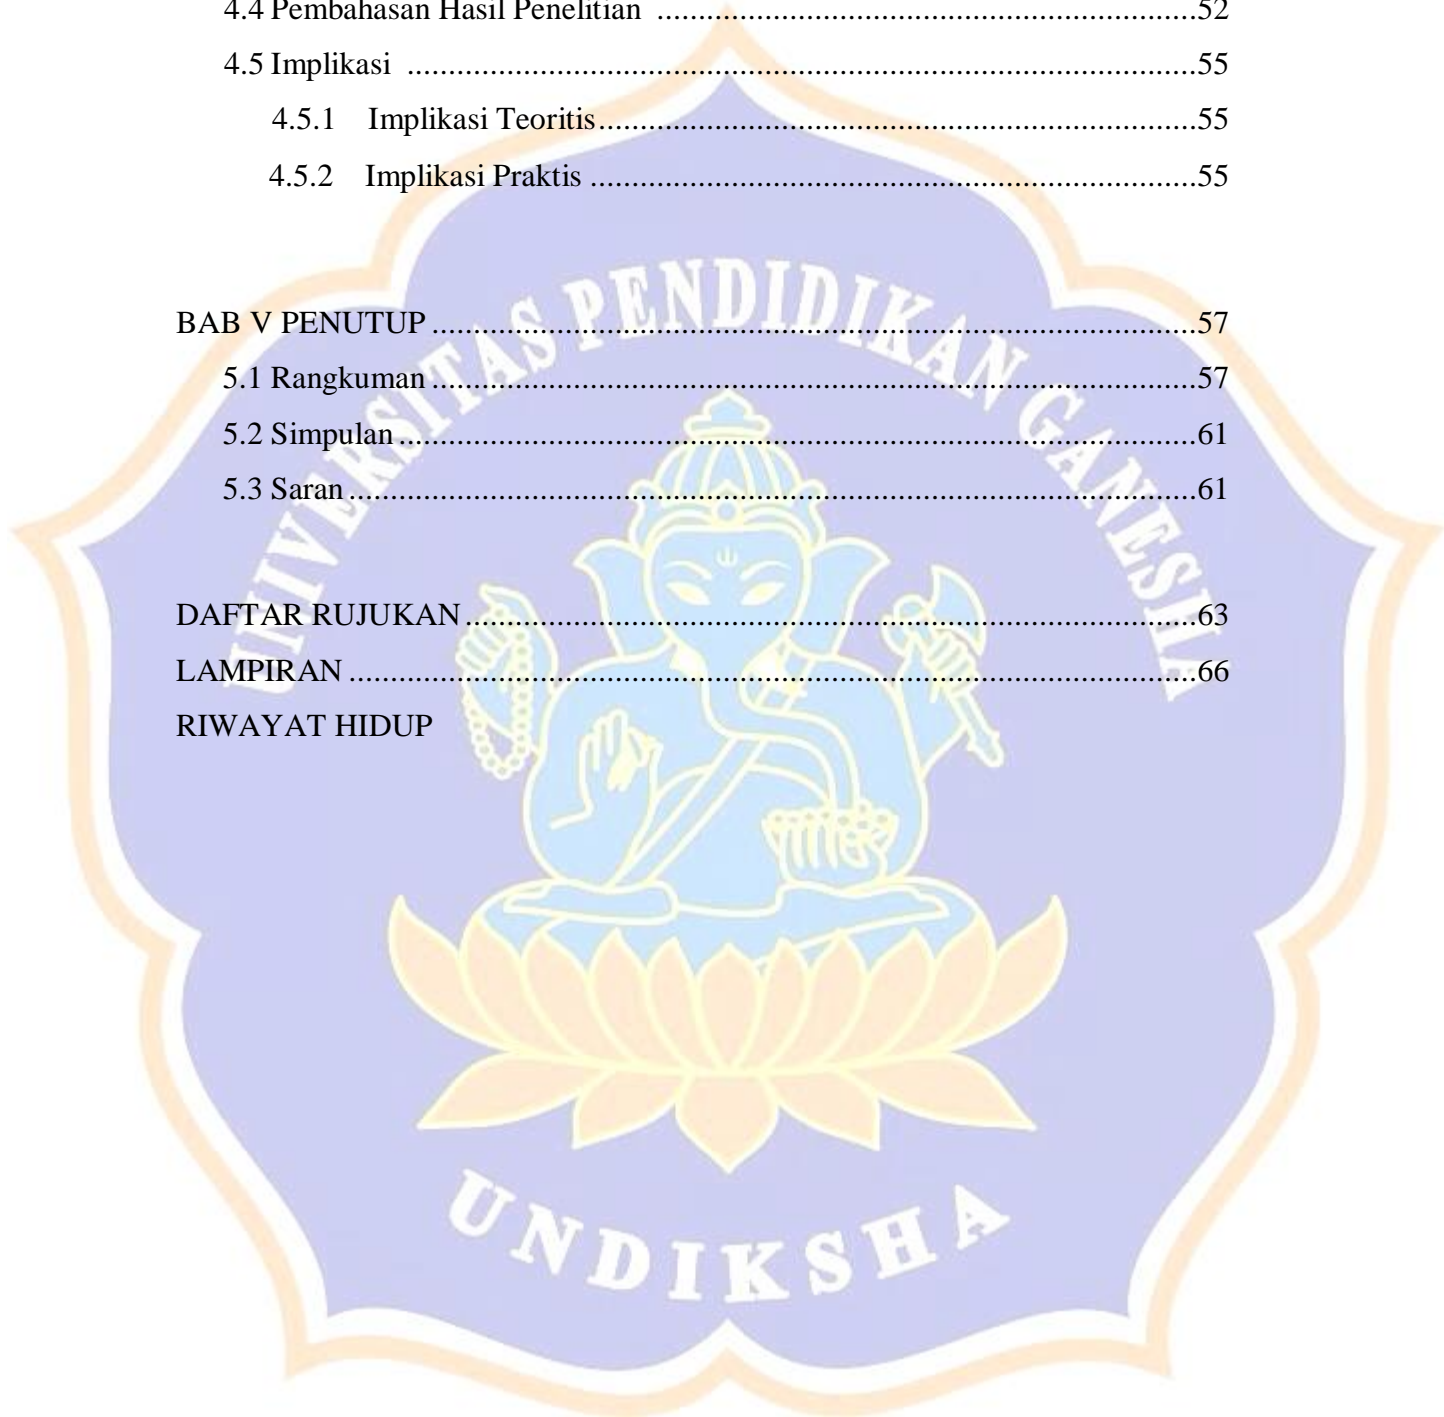 4.4 Pembahasan Hasil Penelitian ..................................................................52
4.5 Implikasi .................................................................................................55
4.5.1 Implikasi Teoritis..........................................................................55
4.5.2 Implikasi Praktis ...........................................................................55
BAB V PENUTUP ..............................................................................................57
5.1 Rangkuman..............................................................................................57
5.2 Simpulan..................................................................................................61
5.3 Saran........................................................................................................61
DAFTAR RUJUKAN..........................................................................................63
LAMPIRAN ........................................................................................................66
RIWAYAT HIDUP
UNIVERSITAS PENDIDIKAN GANESHA
UNDIKSHA